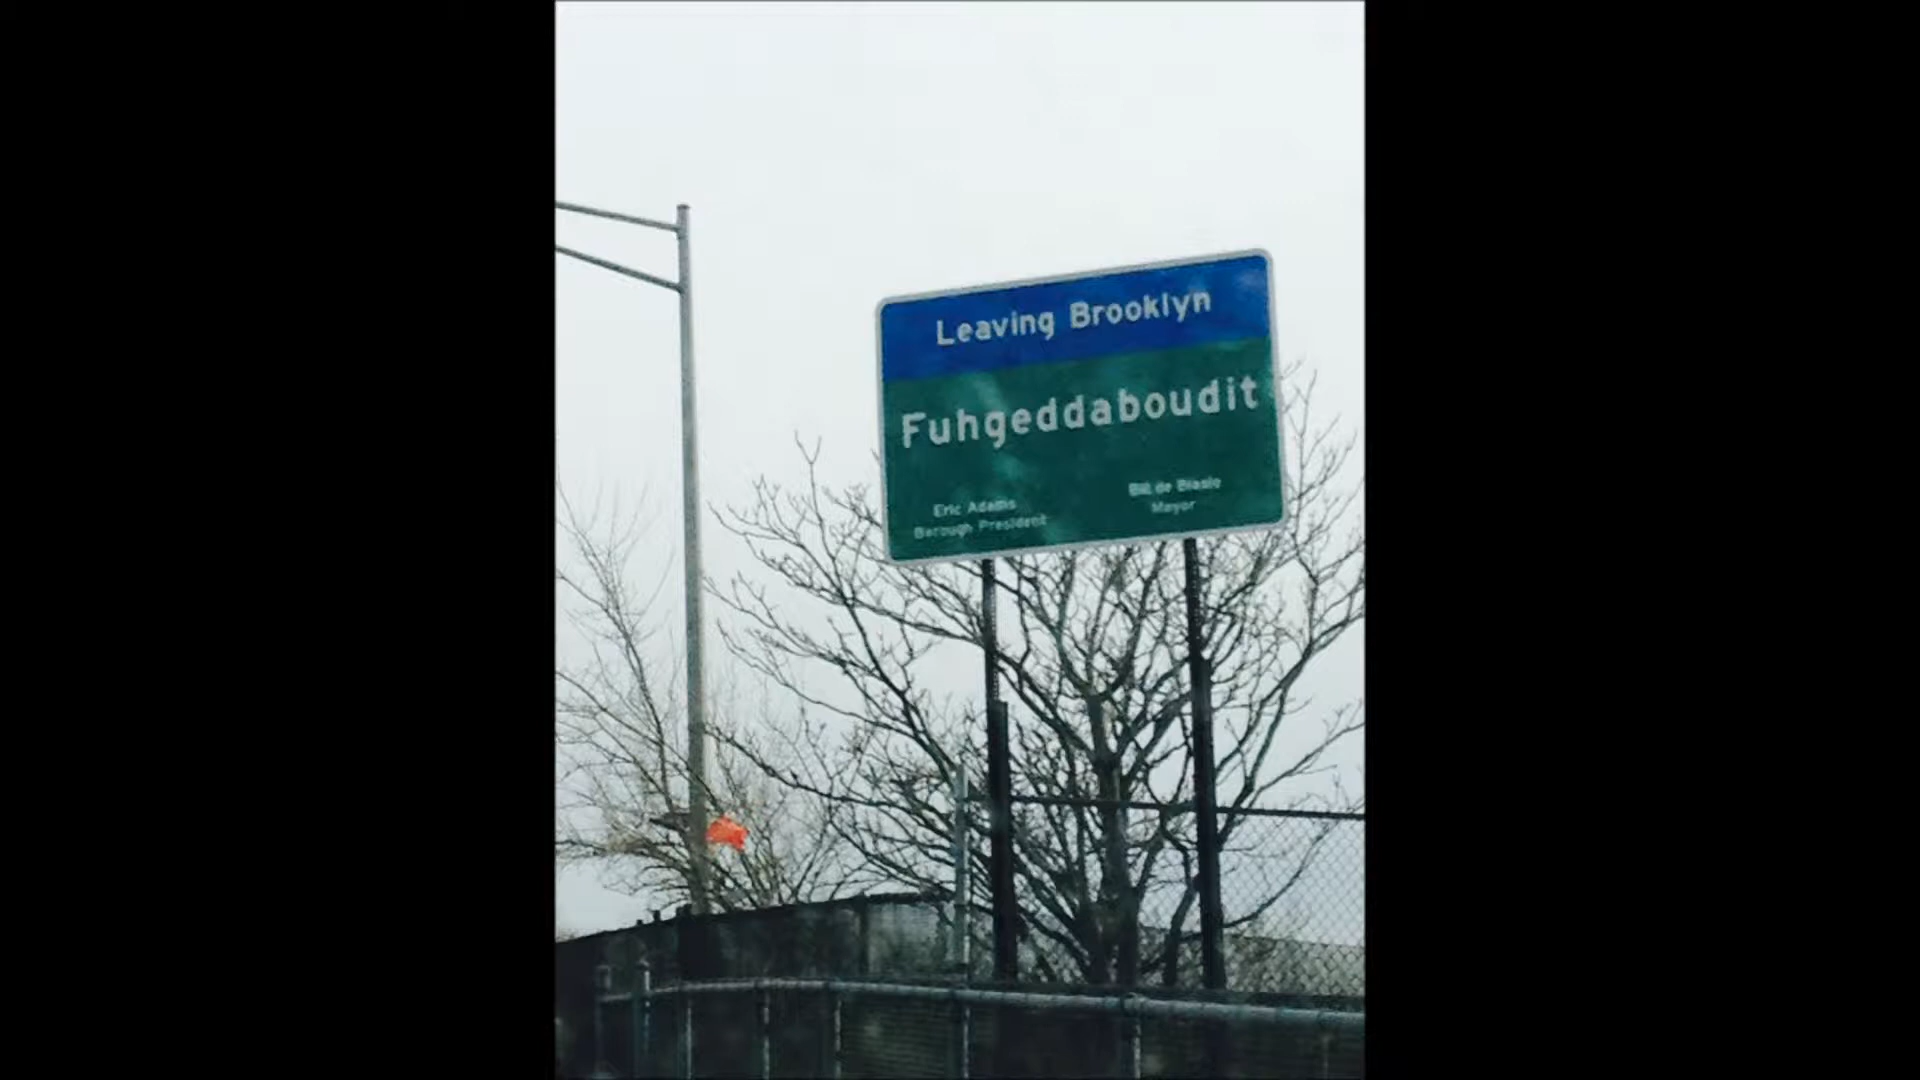 Leaving Brooklyn
Fuhgeddaboudit
Eric Adams
Borough President
Bill de Blasio
Mayor